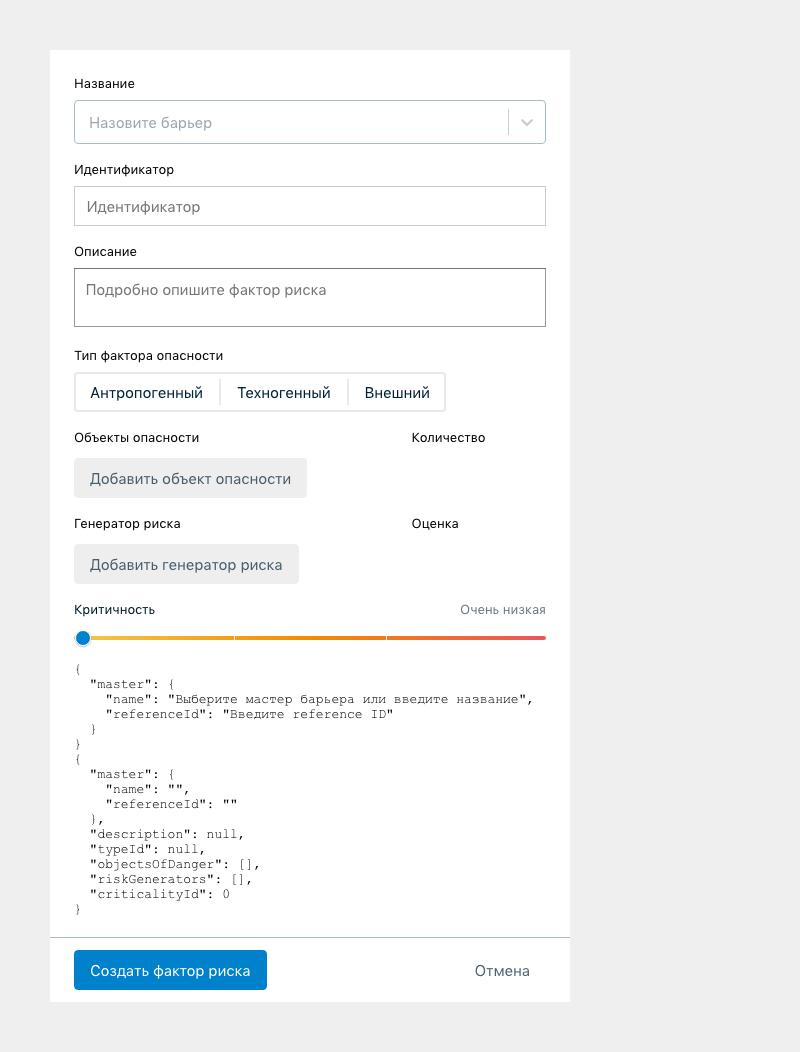 Название
Назовите барьер
Идентификатор
Идентификатор
Описание
Подробно опишите фактор риска
Тип фактора опасности
Антропогенный Техногенный Внешний
Объекты опасности Количество
Добавить объект опасности
Генератор риска Оценка
Добавить генератор риска
Критичность Очень низкая
{
  "master": {
    "name": "Выберите мастер барьера или введите название",
    "referenceId": "Введите reference ID"
  }
}
{
  "master": {
    "name": "",
    "referenceId": ""
  },
  "description": null,
  "typeId": null,
  "objectsOfDanger": [],
  "riskGenerators": [],
  "criticalityId": 0
}
Создать фактор риска Отмена